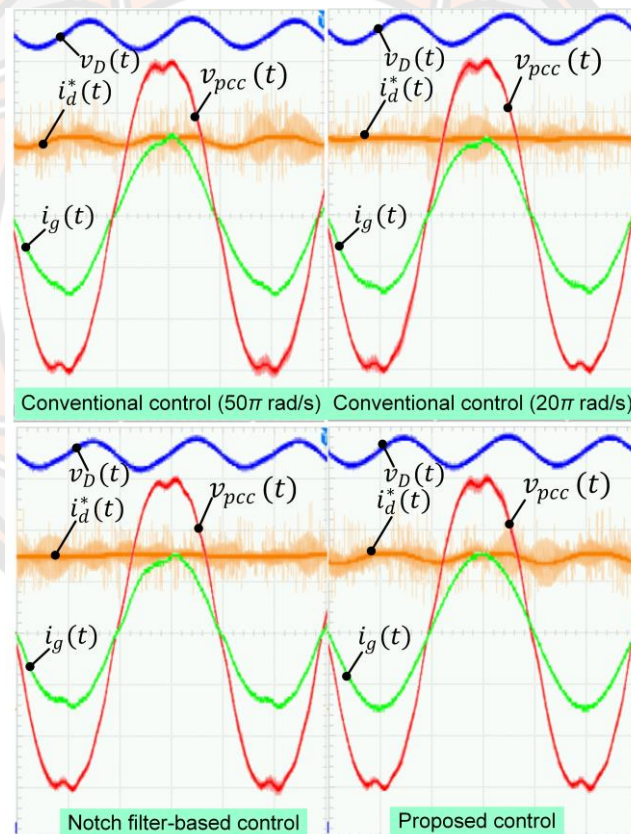 v_D(t)
i_d^*(t)
v_pcc(t)
i_g(t)
Conventional control (50π rad/s)
v_D(t)
i_d^*(t)
v_pcc(t)
i_g(t)
Conventional control (20π rad/s)
v_D(t)
i_d^*(t)
v_pcc(t)
i_g(t)
Notch filter-based control
v_D(t)
i_d^*(t)
v_pcc(t)
i_g(t)
Proposed control